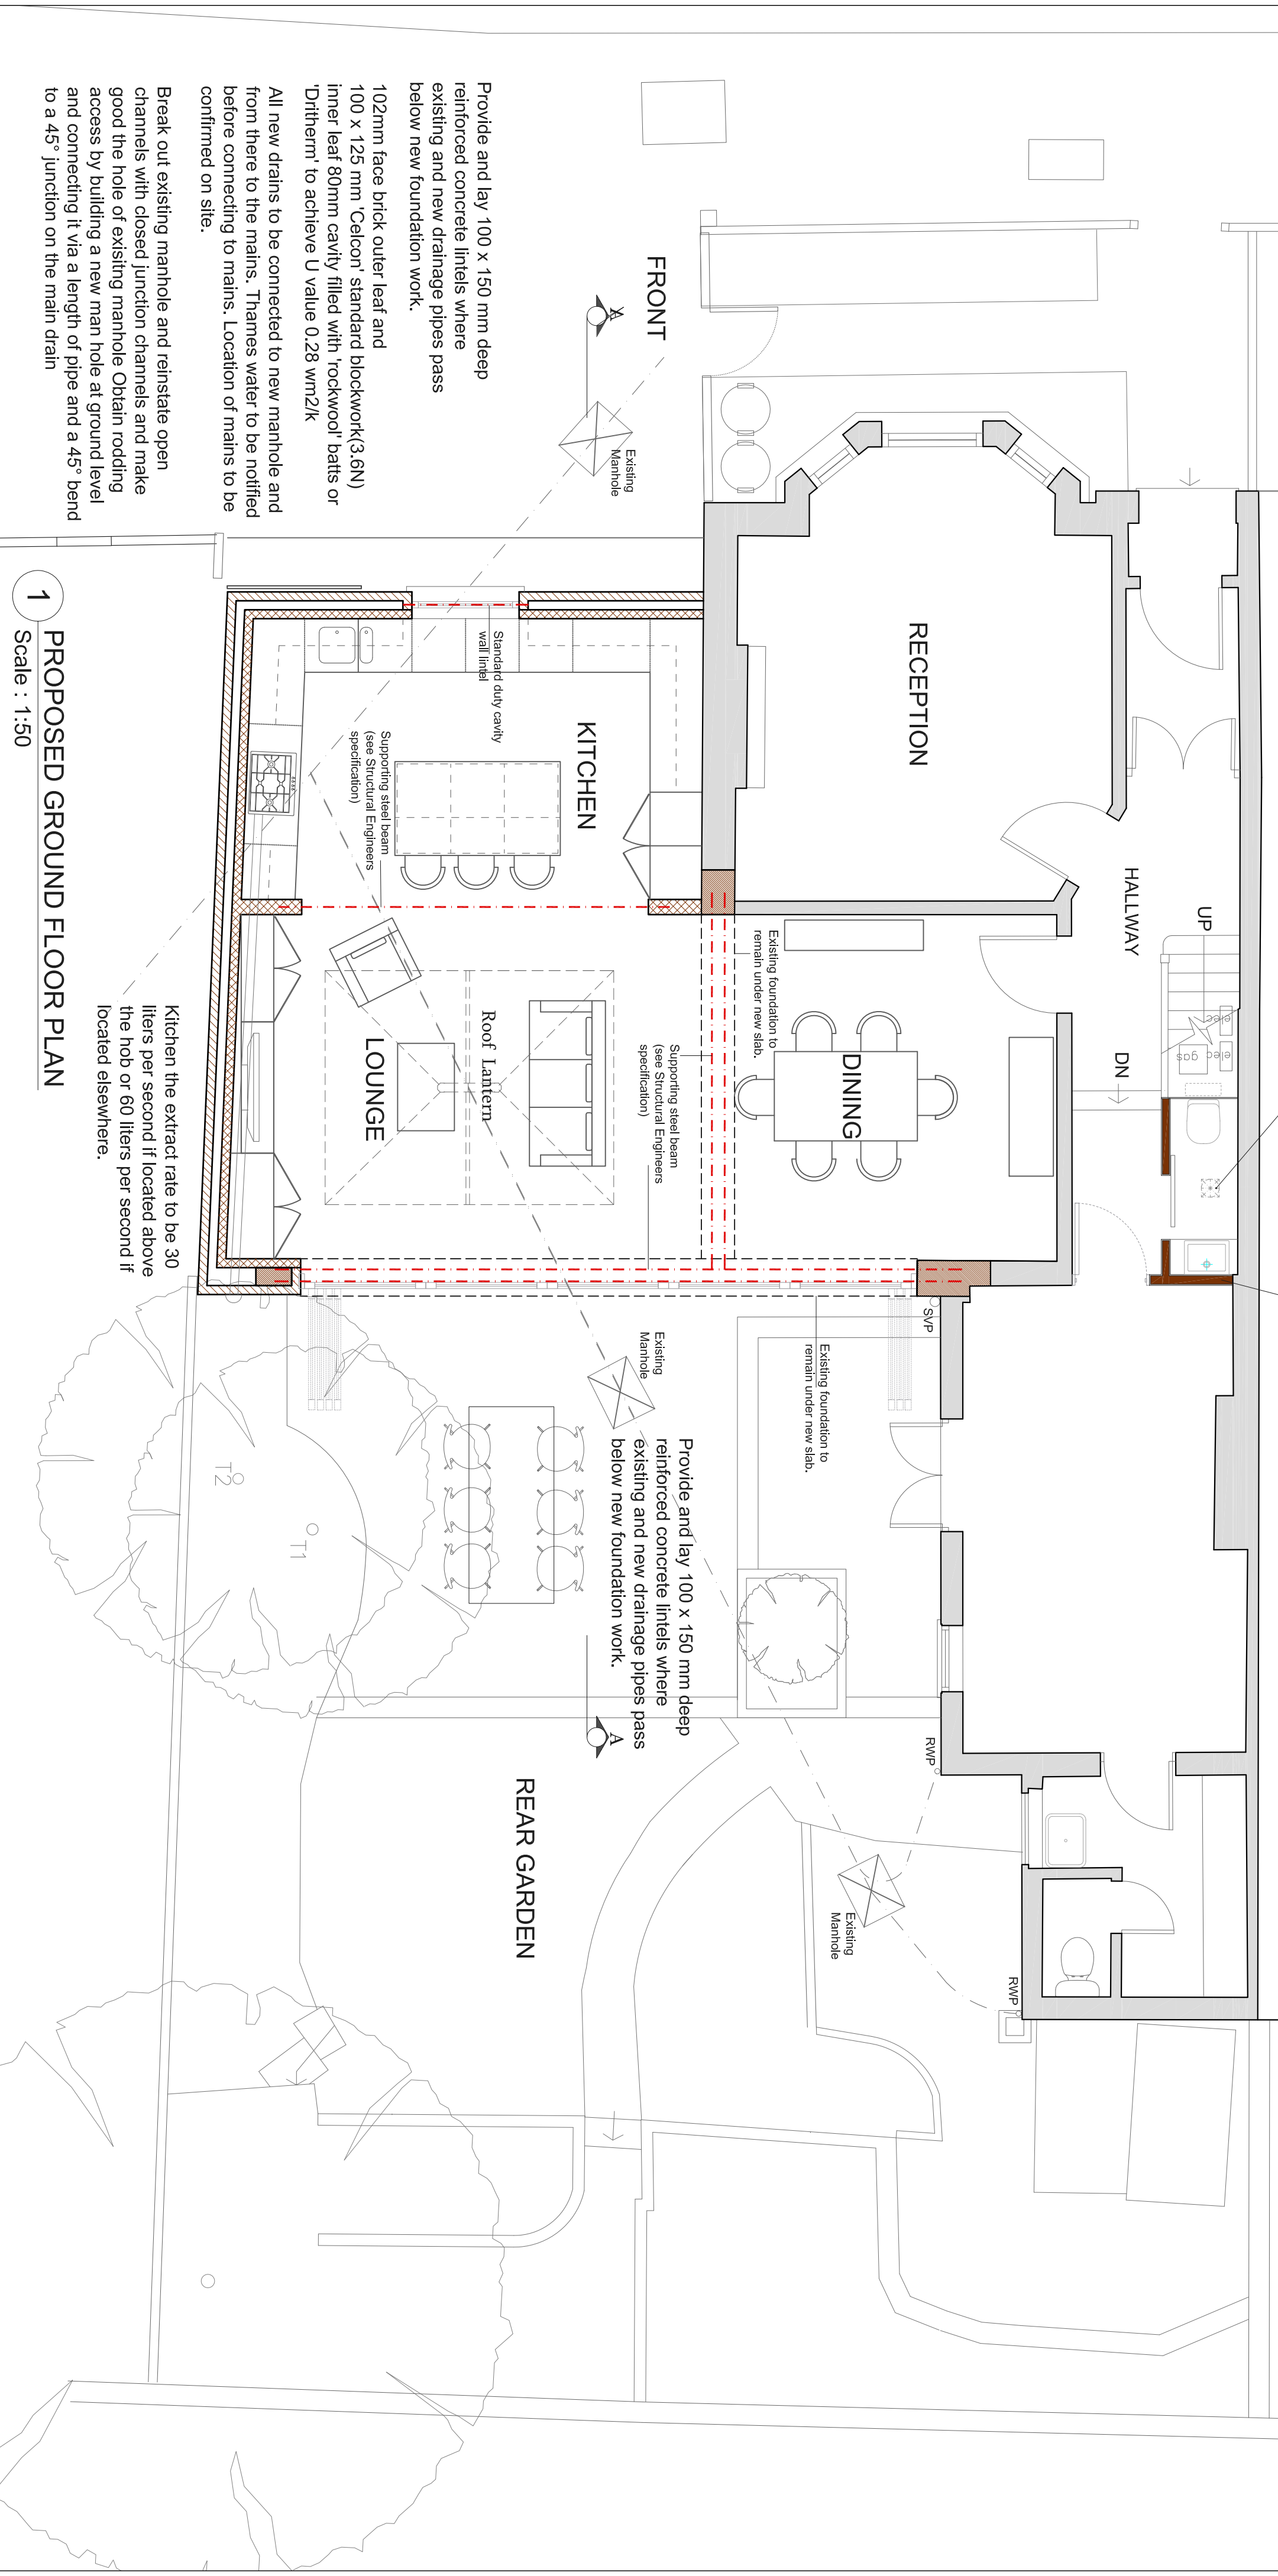 Provide and lay 100 x 150 mm deep
reinforced concrete lintels where
existing and new drainage pipes pass
below new foundation work.
102mm face brick outer leaf and
100 x 125 mm 'Celcon' standard blockwork(3.6N)
inner leaf 80mm cavity filled with 'rockwool' batts or
'Dritherm' to achieve U value 0.28 wm2/k
All new drains to be connected to new manhole and
from there to the mains. Thames water to be notified
before connecting to mains. Location of mains to be
confirmed on site.
Break out existing manhole and reinstate open
channels with closed junction channels and make
good the hole of exisitng manhole Obtain rodding
access by building a new man hole at ground level
and connecting it via a length of pipe and a 45° bend
to a 45° junction on the main drain
FRONT
A
Existing
Manhole
RECEPTION
HALLWAY
UP
DN
elec
elec
gas
Standard duty cavity
wall lintel
KITCHEN
Supporting steel beam
(see Structural Engineers
specification)
Existing foundation to
remain under new slab.
DINING
Roof Lantern
LOUNGE
Supporting steel beam
(see Structural Engineers
specification)
Kitchen the extract rate to be 30
liters per second if located above
the hob or 60 liters per second if
located elsewhere.
1
PROPOSED GROUND FLOOR PLAN
Scale : 1:50
SVP
Existing foundation to
remain under new slab.
Existing
Manhole
Provide and lay 100 x 150 mm deep
reinforced concrete lintels where
existing and new drainage pipes pass
below new foundation work.
T2
T1
A
RWP
REAR GARDEN
Existing
Manhole
RWP